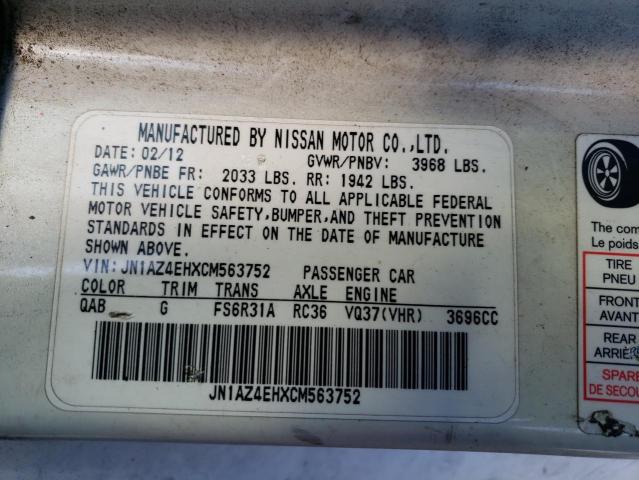 MANUFACTURED BY NISSAN MOTOR CO.,LTD.
DATE: 02/12 GVWR/PNBV: 3968 LBS.
GAWR/PNBE FR: 2033 LBS. RR: 1942 LBS.
THIS VEHICLE CONFORMS TO ALL APPLICABLE FEDERAL
MOTOR VEHICLE SAFETY,BUMPER,AND THEFT PREVENTION
STANDARDS IN EFFECT ON THE DATE OF MANUFACTURE
SHOWN ABOVE.
VIN: JN1AZ4EHXCM563752 PASSENGER CAR
COLOR TRIM TRANS AXLE ENGINE
QAB G FS6R31A RC36 VQ37(VHR) 3696CC
JN1AZ4EHXCM563752
The com
Le poids
TIRE
PNEU
FRONT
AVANT
REAR
ARRIÈRE
SPARE
DE SECOU